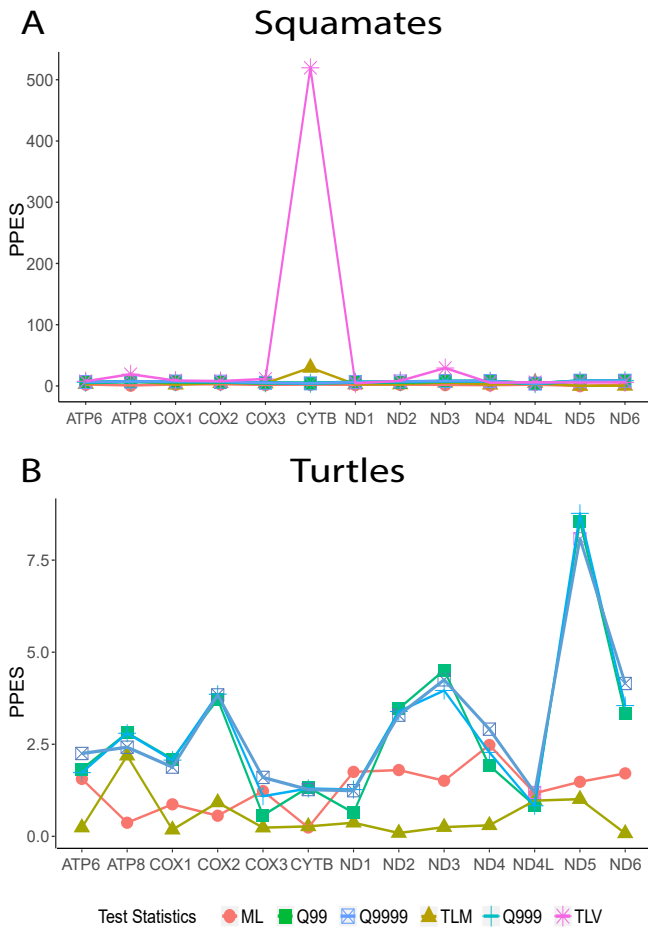 A Squamates
500
400
300
200
100
0
PPES
ATP6 ATP8 COX1 COX2 COX3 CYTB ND1 ND2 ND3 ND4 ND4L ND5 ND6
B Turtles
7.5
5.0
2.5
0.0
PPES
ATP6 ATP8 COX1 COX2 COX3 CYTB ND1 ND2 ND3 ND4 ND4L ND5 ND6
Test Statistics ML Q99 Q9999 TLM Q999 TLV